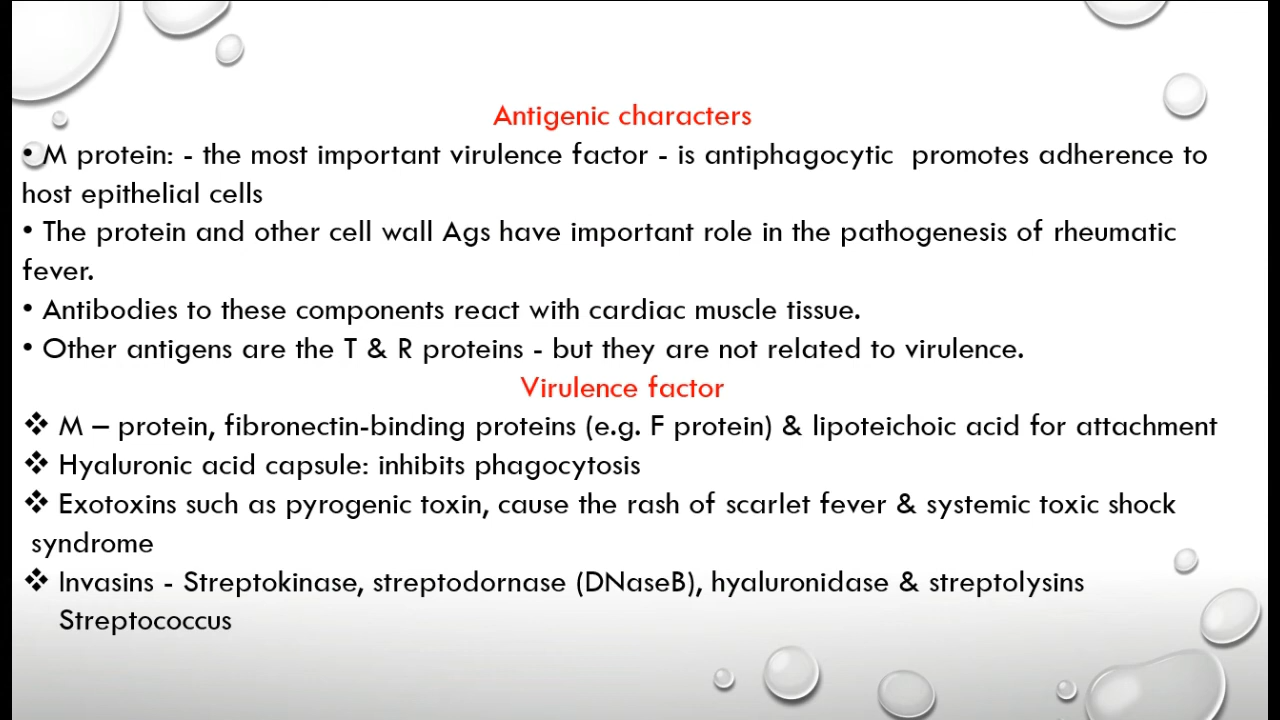 Antigenic characters
• M protein: - the most important virulence factor - is antiphagocytic promotes adherence to
host epithelial cells
• The protein and other cell wall Ags have important role in the pathogenesis of rheumatic
fever.
• Antibodies to these components react with cardiac muscle tissue.
• Other antigens are the T & R proteins - but they are not related to virulence.
Virulence factor
❖ M – protein, fibronectin-binding proteins (e.g. F protein) & lipoteichoic acid for attachment
❖ Hyaluronic acid capsule: inhibits phagocytosis
❖ Exotoxins such as pyrogenic toxin, cause the rash of scarlet fever & systemic toxic shock
syndrome
❖ Invasins - Streptokinase, streptodornase (DNaseB), hyaluronidase & streptolysins
Streptococcus